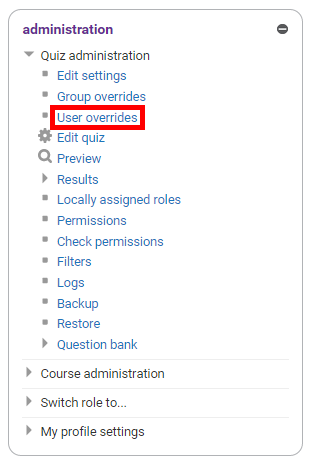 administration
Quiz administration
Edit settings
Group overrides
User overrides
Edit quiz
Preview
Results
Locally assigned roles
Permissions
Check permissions
Filters
Logs
Backup
Restore
Question bank
Course administration
Switch role to...
My profile settings